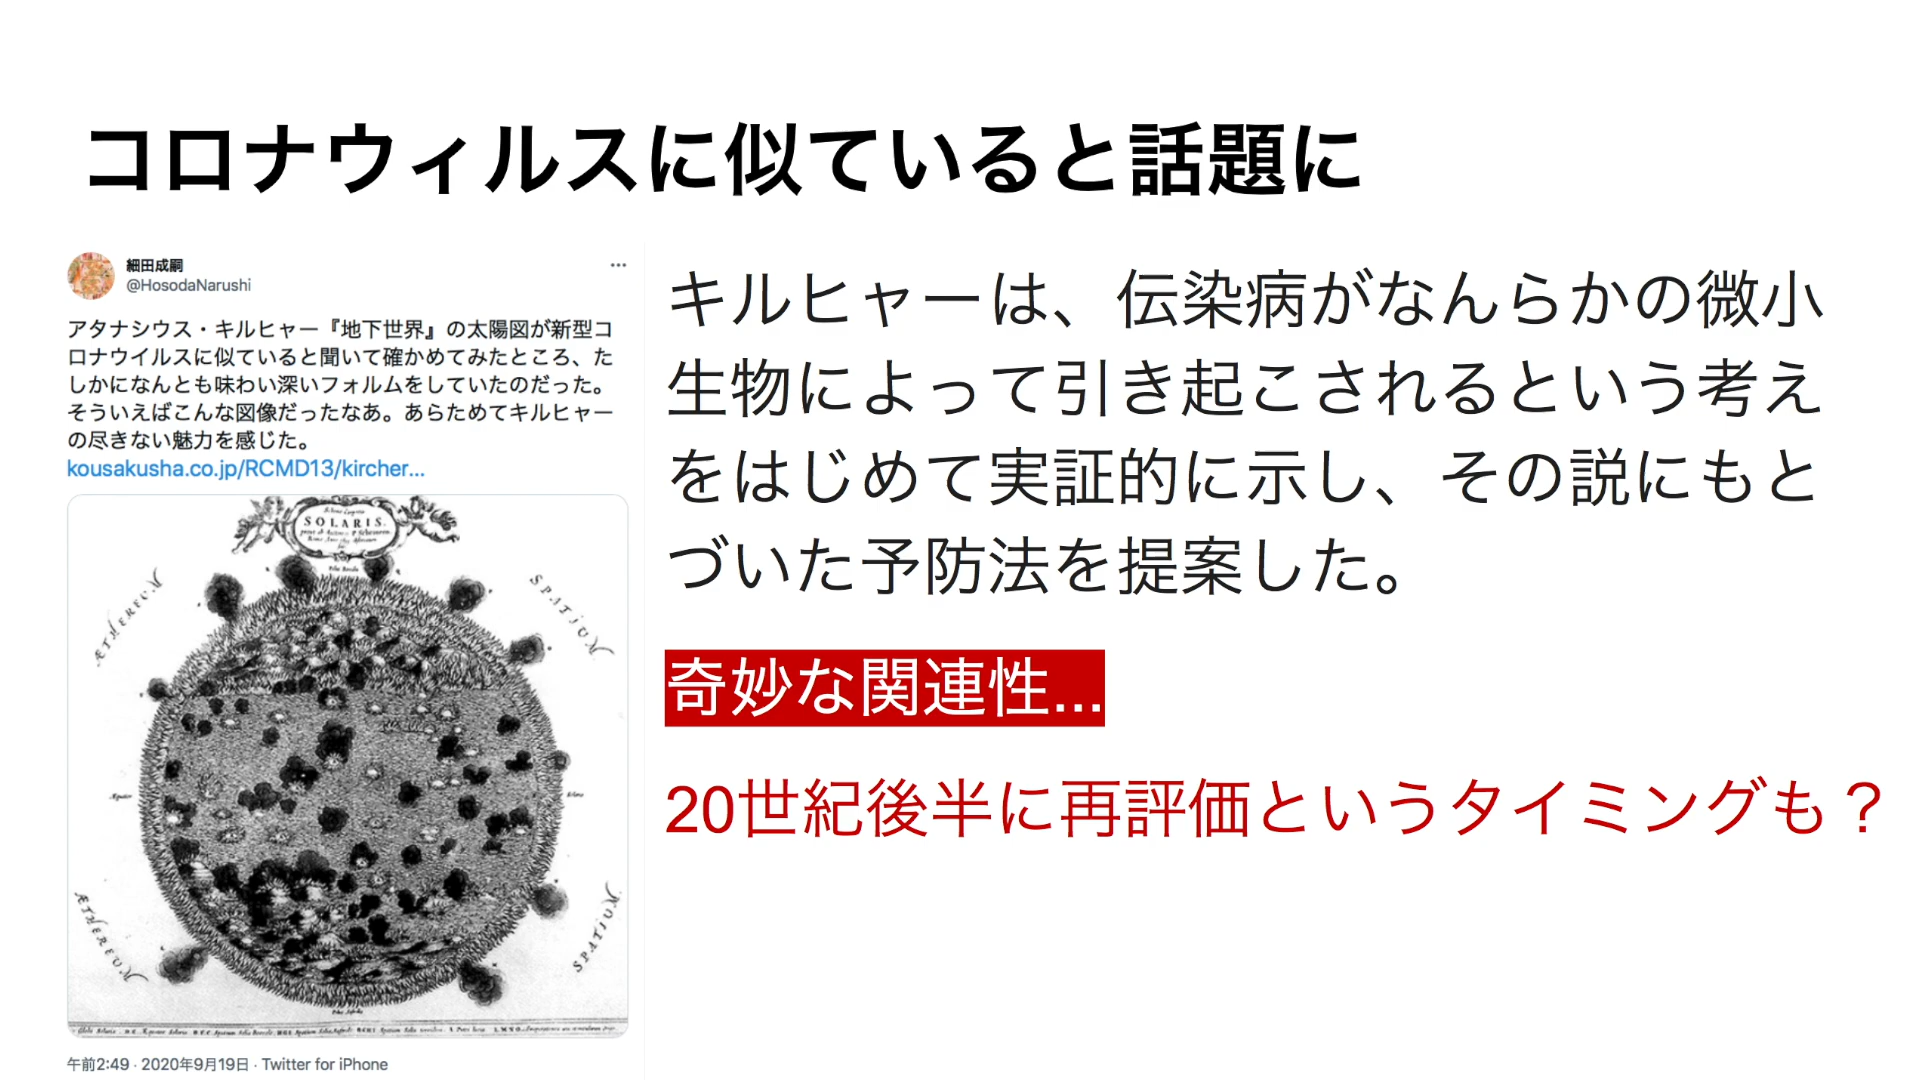 コロナウィルスに似ていると話題に
細田成嗣
@HosodaNarushi
アタナシウス・キルヒャー『地下世界』の太陽図が新型コ
ロナウイルスに似ていると聞いて確かめてみたところ、た
しかになんとも味わい深いフォルムをしていたのだった。
そういえばこんな図像だったなあ。あらためてキルヒャー
の尽きない魅力を感じた。
kousakusha.co.jp/RCMD13/kircher...
SOLARIS.
ÆTHEREUM
SPATIUM
ÆTHEREUM
SPATIUM
午前2:49 · 2020年9月19日 · Twitter for iPhone
キルヒャーは、伝染病がなんらかの微小
生物によって引き起こされるという考え
をはじめて実証的に示し、その説にもと
づいた予防法を提案した。
奇妙な関連性...
20世紀後半に再評価というタイミングも？